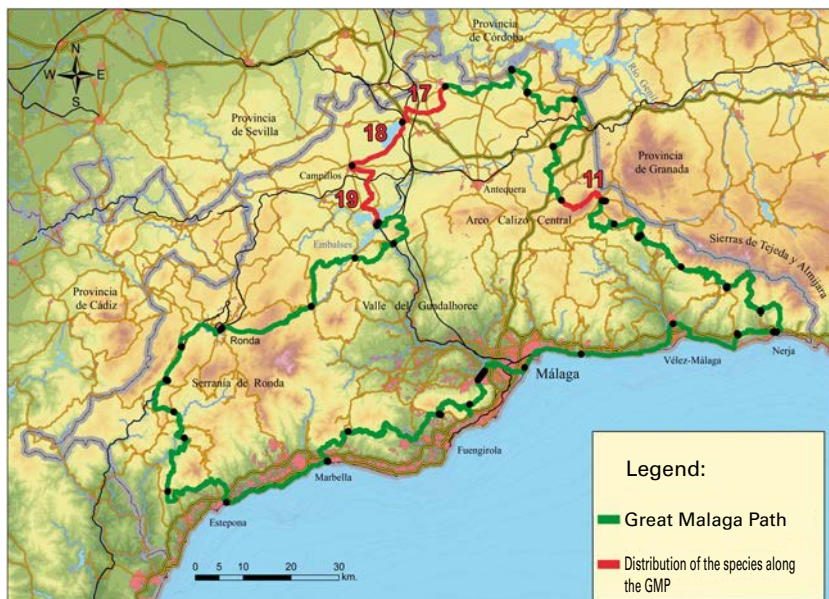 Provincia
de Córdoba
Río Genil
N
W E
S
17
Provincia
de Sevilla
18
Campillos
Antequera
11
Provincia
de Granada
19
Arco Calizo Central
Embalses
Sierras de Tejeda y Almijara
Provincia
de Cádiz
Valle del Guadalhorce
Ronda
Málaga
Vélez-Málaga
Nerja
Serranía de Ronda
Fuengirola
Marbella
Estepona
0 5 10 20 30
km.
Legend:
Great Malaga Path
Distribution of the species along
the GMP